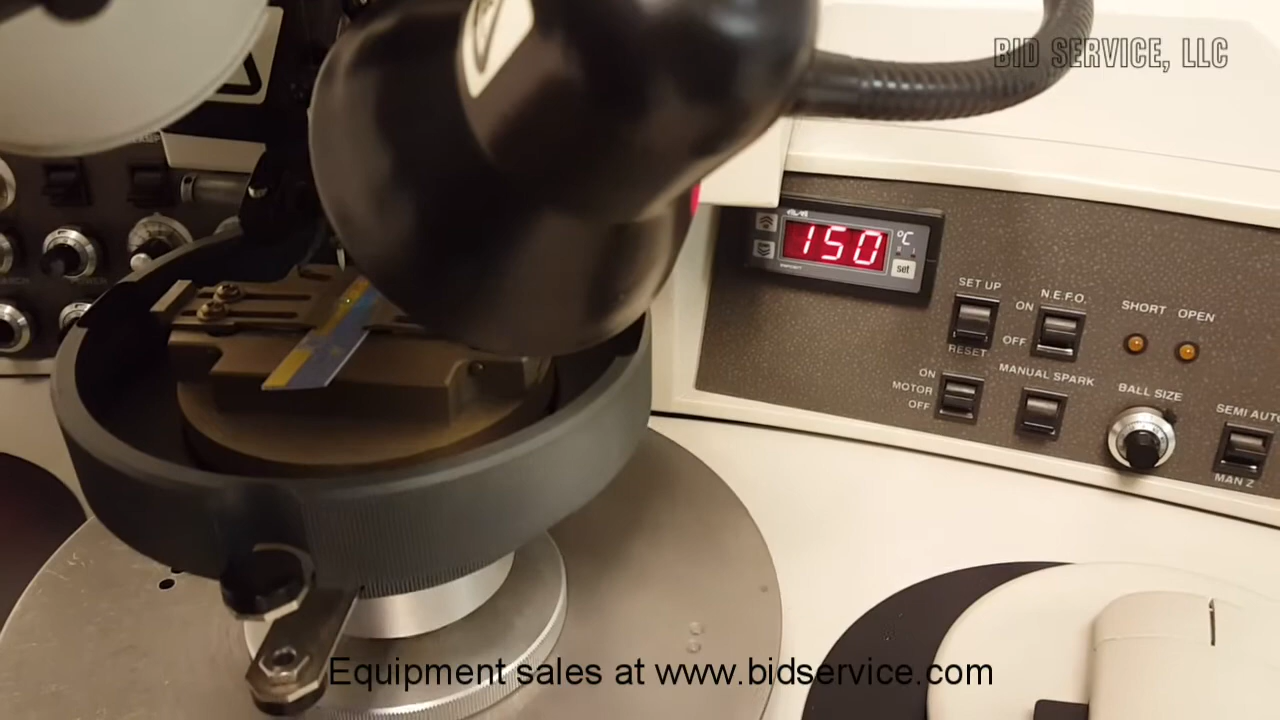 BID SERVICE, LLC
150
°C
set
SET UP
N.E.F.O.
ON
SHORT OPEN
OFF
RESET
ON
MANUAL SPARK
MOTOR
BALL SIZE
OFF
SEMI AUTO
MAN Z
Equipment sales at www.bidservice.com